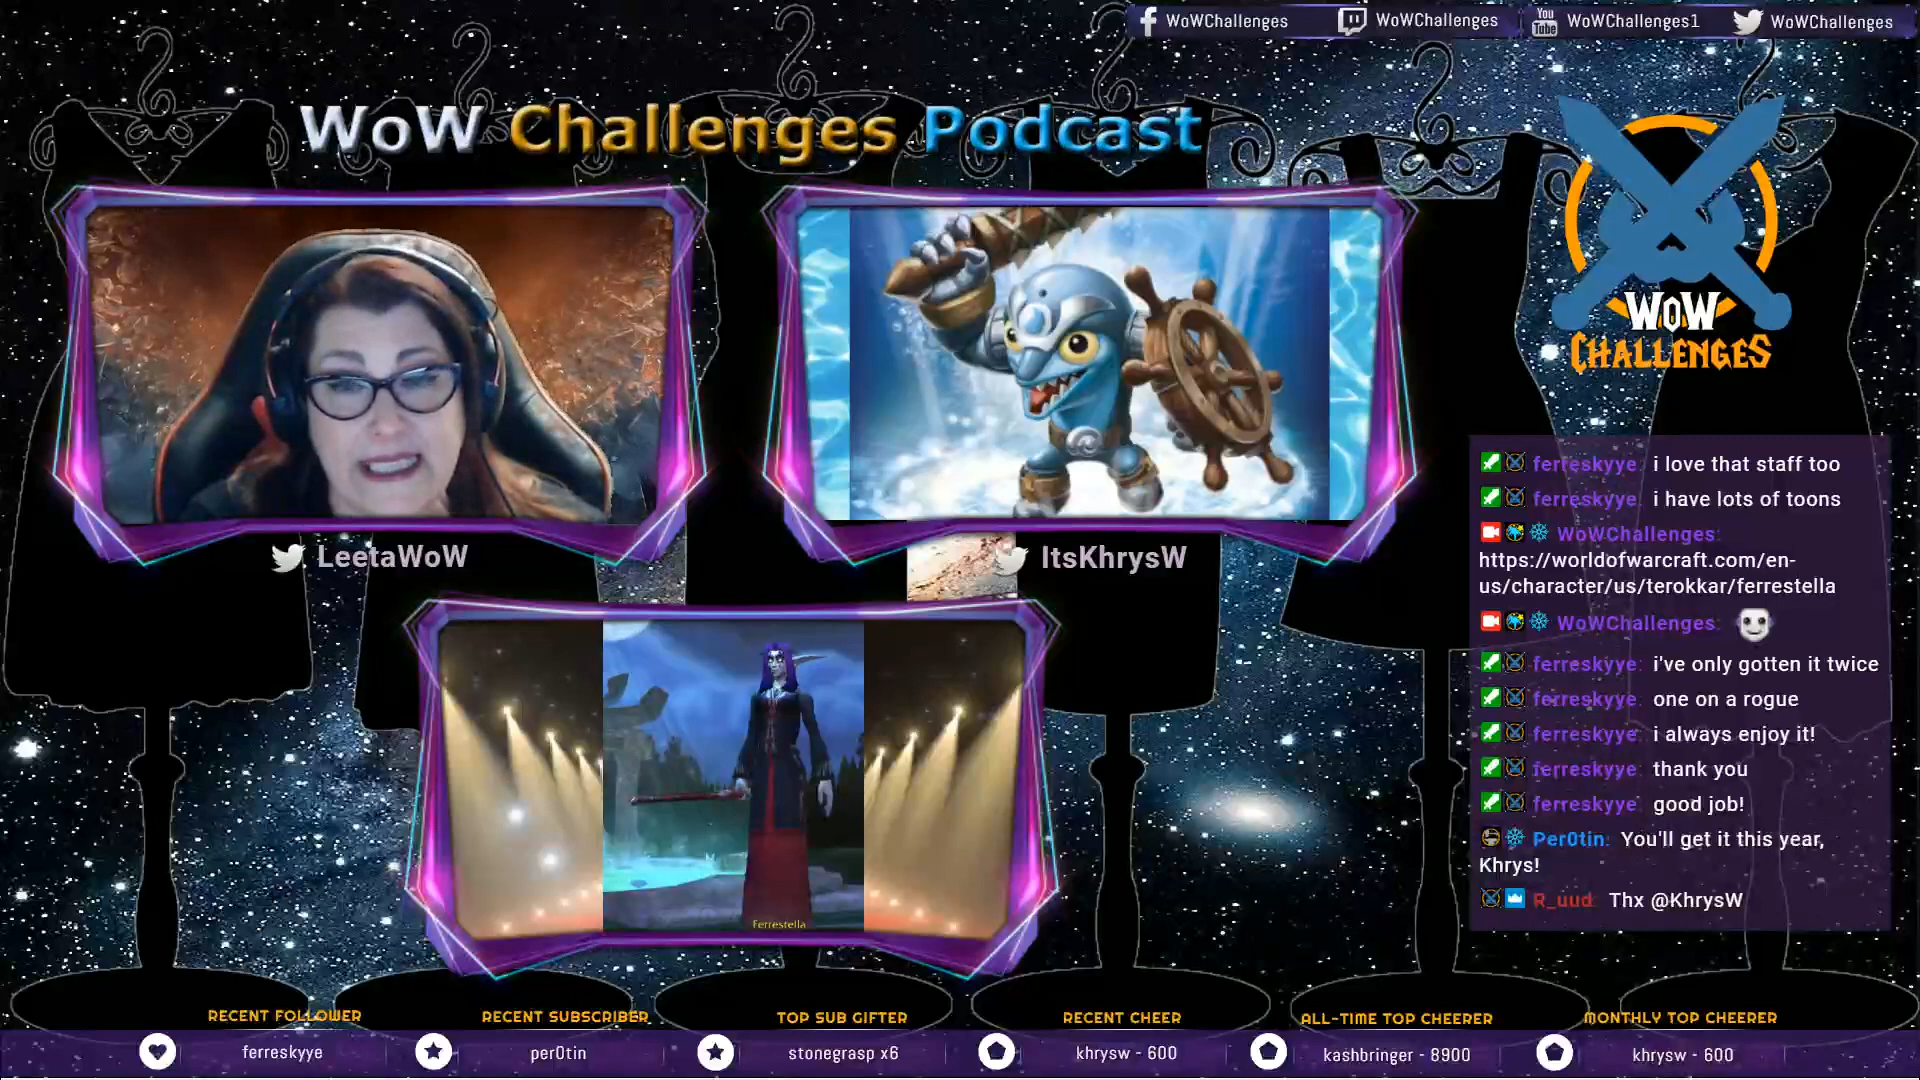 WoWChallenges
WoWChallenges
You Tube WoWChallenges1
WoWChallenges
WoW Challenges Podcast
WoW
CHALLENGES
LeetaWoW
ItsKhrysW
Ferrestella
ferreskyye: i love that staff too
ferreskyye: i have lots of toons
WoWChallenges:
https://worldofwarcraft.com/en-
us/character/us/terokkar/ferrestella
WoWChallenges:
ferreskyye: i've only gotten it twice
ferreskyye: one on a rogue
ferreskyye: i always enjoy it!
ferreskyye: thank you
ferreskyye: good job!
Per0tin: You'll get it this year,
Khrys!
R_uud: Thx @KhrysW
RECENT FOLLOWER
ferreskyye
RECENT SUBSCRIBER
per0tin
TOP SUB GIFTER
stonegrasp x6
RECENT CHEER
khrysw - 600
ALL-TIME TOP CHEERER
kashbringer - 8900
MONTHLY TOP CHEERER
khrysw - 600